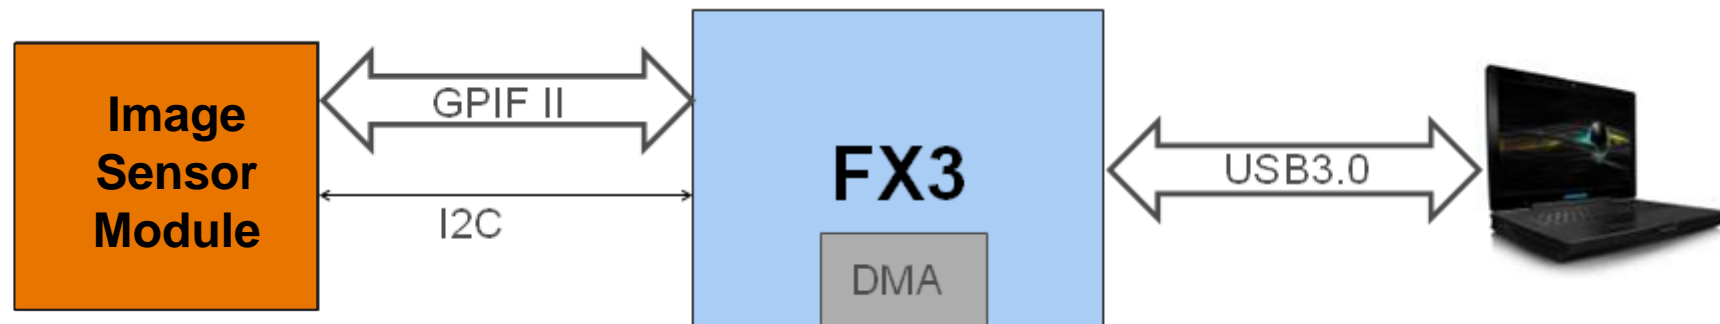 Image
Sensor
Module
GPIF II
I2C
FX3
DMA
USB3.0